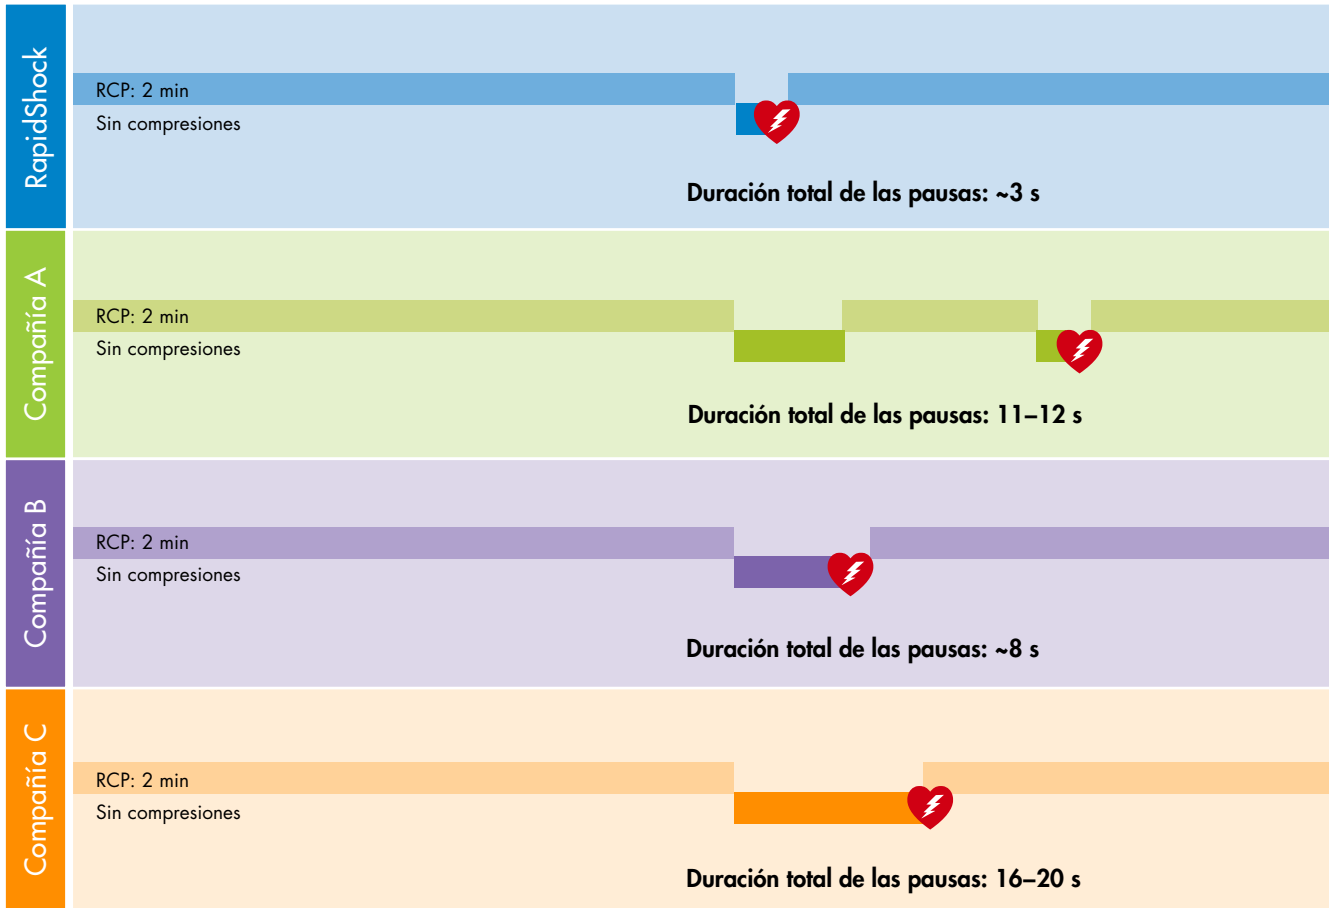 RapidShock
RCP: 2 min
Sin compresiones
Duración total de las pausas: ~3 s
Compañía A
RCP: 2 min
Sin compresiones
Duración total de las pausas: 11–12 s
Compañía B
RCP: 2 min
Sin compresiones
Duración total de las pausas: ~8 s
Compañía C
RCP: 2 min
Sin compresiones
Duración total de las pausas: 16–20 s